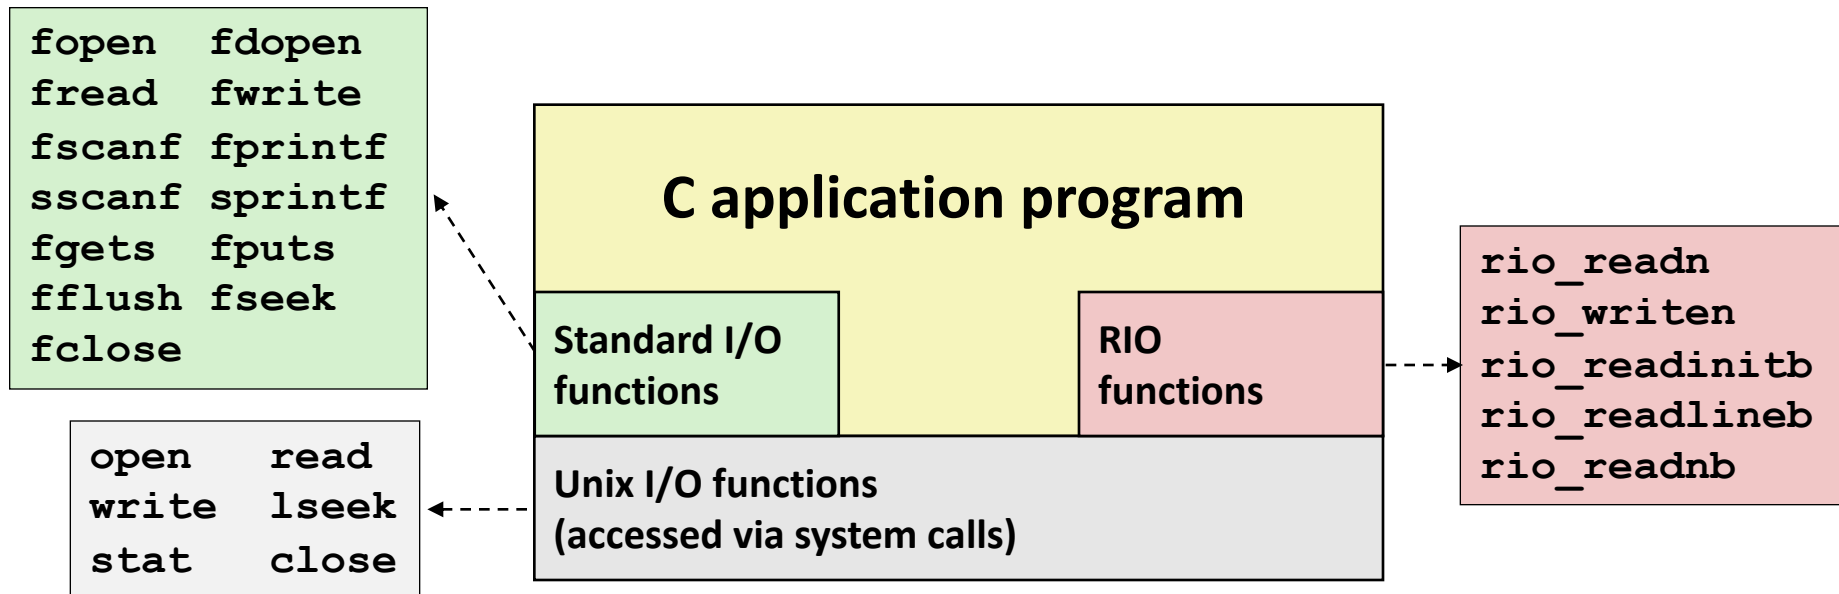 fopen fdopen
fread fwrite
fscanf fprintf
sscanf sprintf
fgets fputs
fflush fseek
fclose
C application program
Standard I/O
functions
RIO
functions
rio_readn
rio_writen
rio_readinitb
rio_readlineb
rio_readnb
open read
write lseek
stat close
Unix I/O functions
(accessed via system calls)